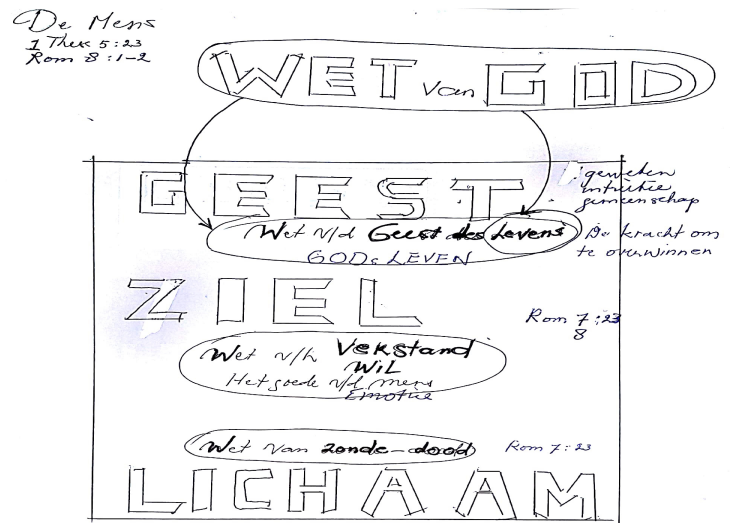 De Mens
1 Thes 5:23
Rom 8:1-2
WET van GOD
GEEST
geweten
intuitie
gemeenschap
Wet v/d Geest des Levens
De kracht om
te overwinnen
GODs LEVEN
ZIEL
Rom 7:23
8
Wet v/h Verstand
WiL
Het goede v/d mens
Emotie
Wet van zonde-dood
Rom 7:23
LICHAAM